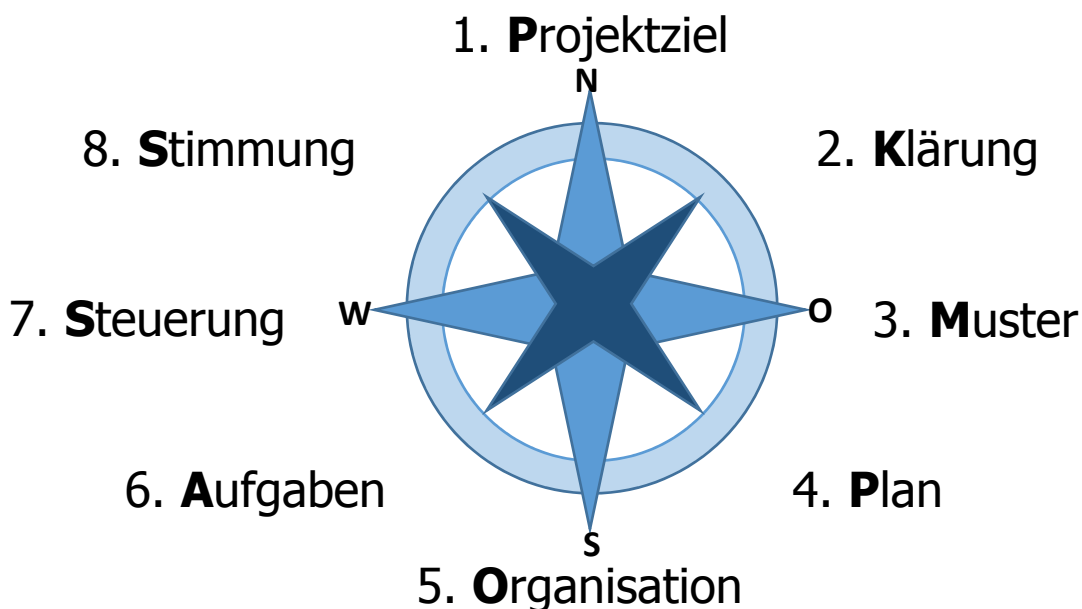 1. Projektziel
N
8. Stimmung
2. Klärung
7. Steuerung
W
O
3. Muster
6. Aufgaben
4. Plan
S
5. Organisation